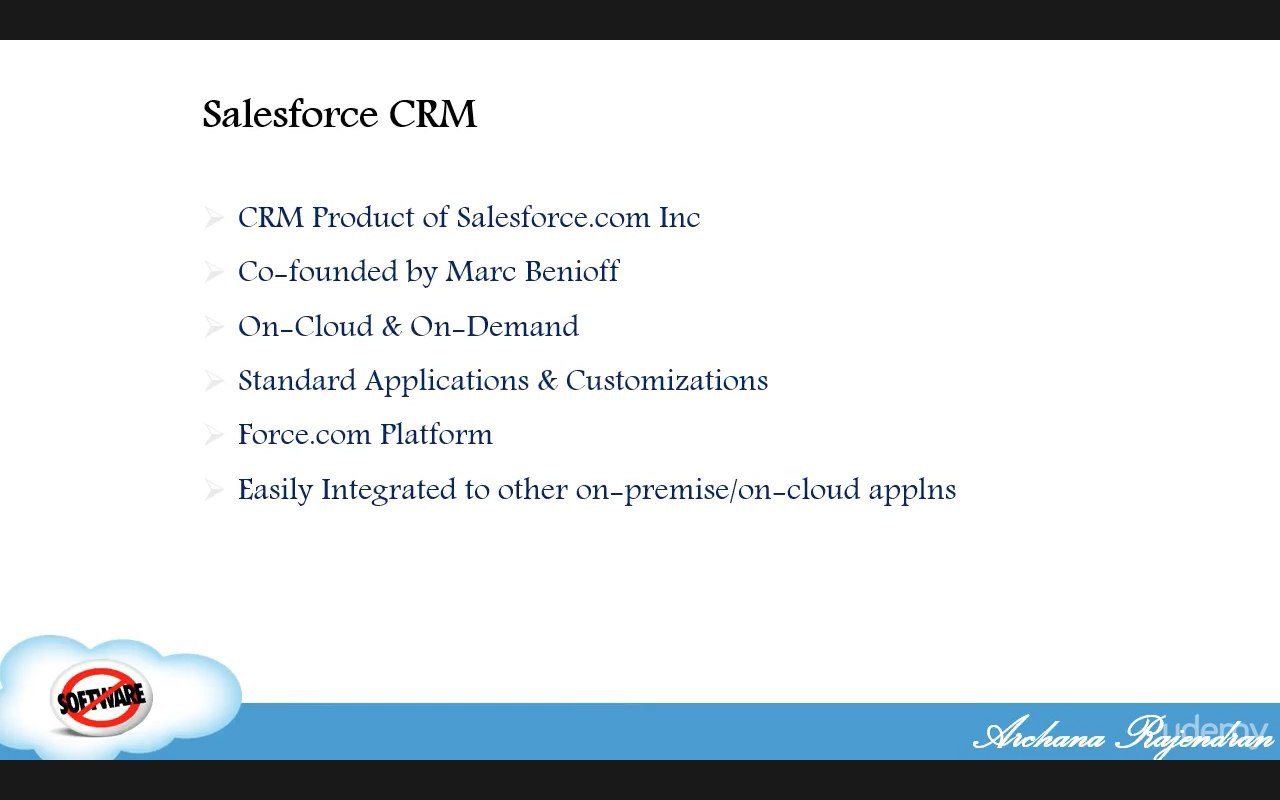 Salesforce CRM
CRM Product of Salesforce.com Inc
Co-founded by Marc Benioff
On-Cloud & On-Demand
Standard Applications & Customizations
Force.com Platform
Easily Integrated to other on-premise/on-cloud applns
SOFTWARE
Archana Rajendran
udemy